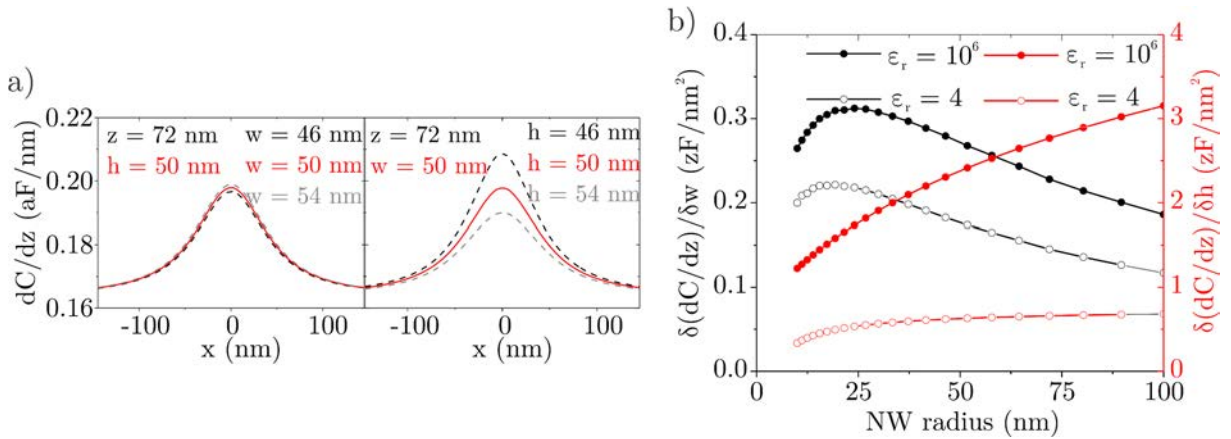 a)
dC/dz (aF/nm)
0.22
0.20
0.18
0.16
z = 72 nm
h = 50 nm
w = 46 nm
w = 50 nm
w = 54 nm
-100
0
100
x (nm)
z = 72 nm
w = 50 nm
h = 46 nm
h = 50 nm
h = 54 nm
-100
0
100
x (nm)
b)
δ(dC/dz)/δw (zF/nm²)
0.4
0.3
0.2
0.1
0.0
εr = 10⁶
εr = 10⁶
εr = 4
εr = 4
4
3
2
1
0
δ(dC/dz)/δh (zF/nm²)
0
25
50
75
100
NW radius (nm)